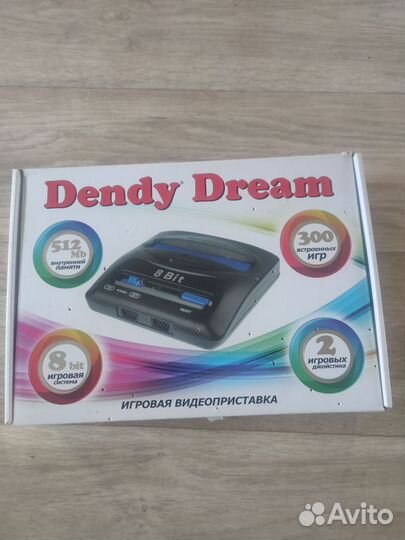 Dendy® Dream
512 Mb
внутренней
памяти
300
встроенных
игр
8 Bit
RESET
8 bit
игровая
система
2
игровых
джойстика
ИГРОВАЯ ВИДЕОПРИСТАВКА
Avito